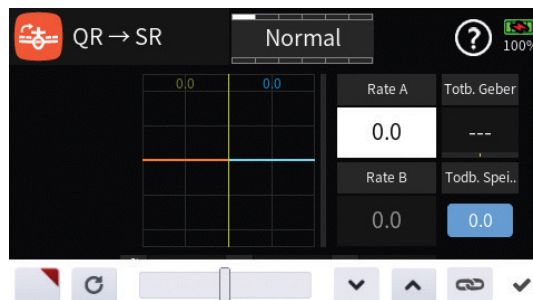 QR → SR
Normal
?
100%
0.0 0.0
Rate A
Totb. Geber
0.0
---
Rate B
Todb. Spei..
0.0
0.0